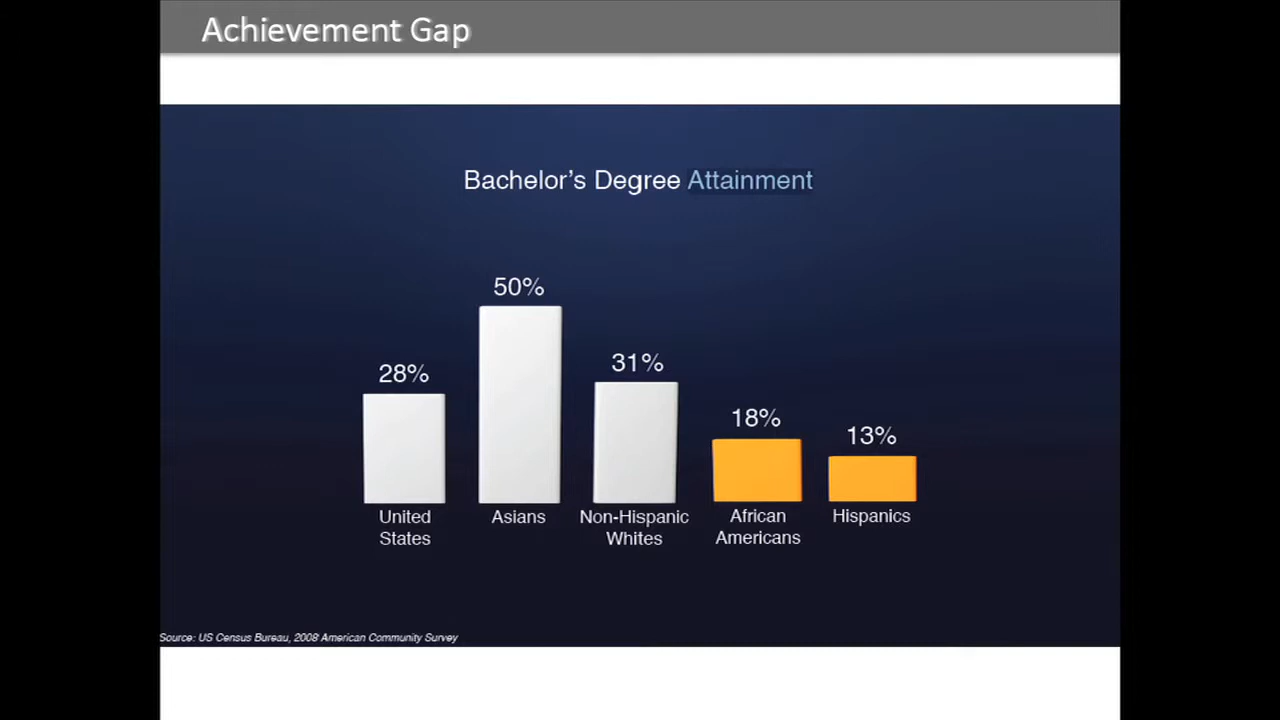 Achievement Gap
Bachelor's Degree Attainment
50%
31%
28%
18%
13%
United States
Asians
Non-Hispanic Whites
African Americans
Hispanics
Source: US Census Bureau, 2008 American Community Survey